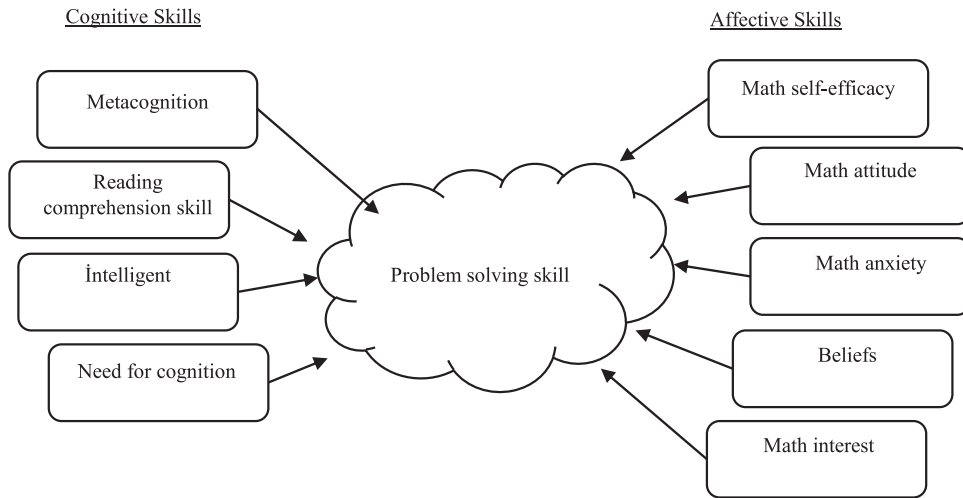 Cognitive Skills
Metacognition
Reading
comprehension skill
İntelligent
Need for cognition
Problem solving skill
Affective Skills
Math self-efficacy
Math attitude
Math anxiety
Beliefs
Math interest